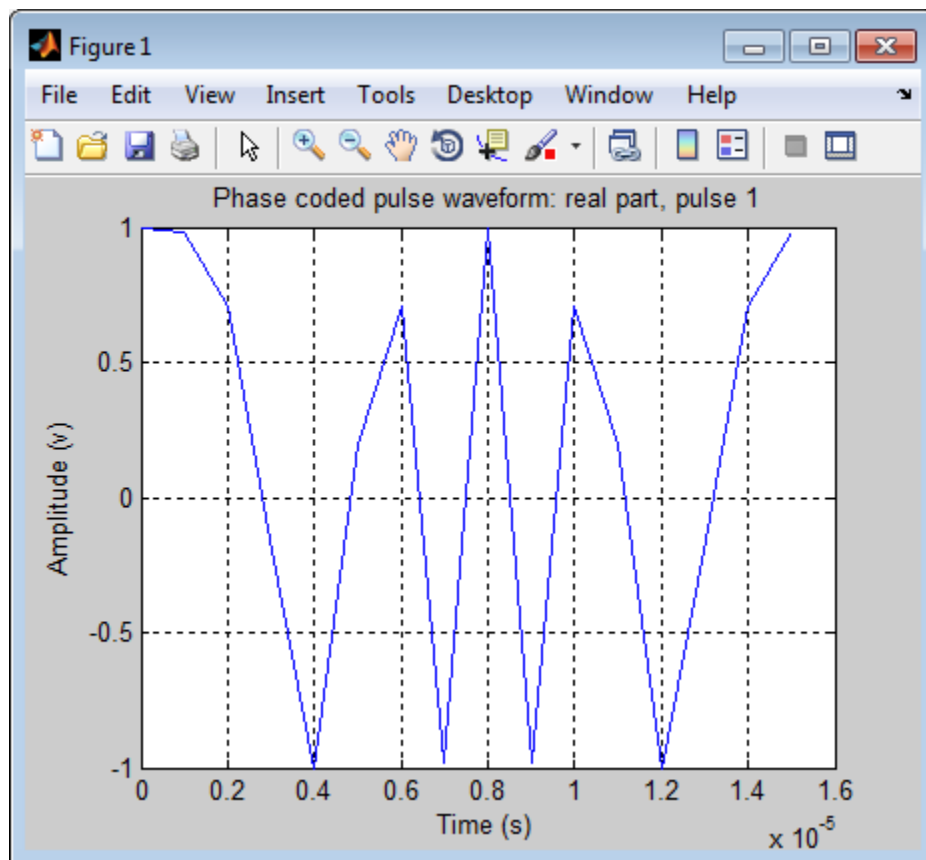 Figure 1
File Edit View Insert Tools Desktop Window Help
Phase coded pulse waveform: real part, pulse 1
1
0.5
0
-0.5
-1
Amplitude (v)
0 0.2 0.4 0.6 0.8 1 1.2 1.4 1.6
Time (s)
x 10⁻⁵